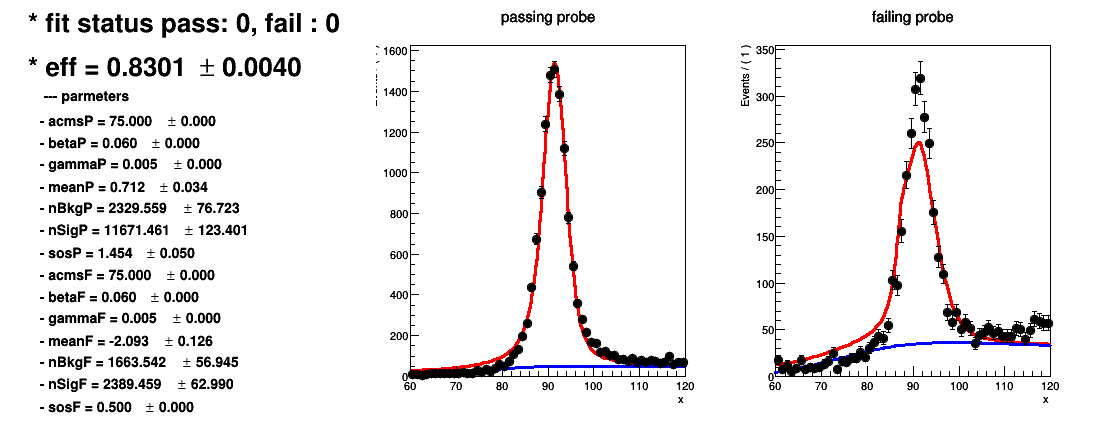 * fit status pass: 0, fail : 0
* eff = 0.8301 ± 0.0040
--- parmeters
- acmsP = 75.000 ± 0.000
- betaP = 0.060 ± 0.000
- gammaP = 0.005 ± 0.000
- meanP = 0.712 ± 0.034
- nBkgP = 2329.559 ± 76.723
- nSigP = 11671.461 ± 123.401
- sosP = 1.454 ± 0.050
- acmsF = 75.000 ± 0.000
- betaF = 0.060 ± 0.000
- gammaF = 0.005 ± 0.000
- meanF = -2.093 ± 0.126
- nBkgF = 1663.542 ± 56.945
- nSigF = 2389.459 ± 62.990
- sosF = 0.500 ± 0.000
passing probe
1600
1400
1200
1000
800
600
400
200
0
60 70 80 90 100 110 120
x
failing probe
Events / ( 1 )
350
300
250
200
150
100
50
0
60 70 80 90 100 110 120
x